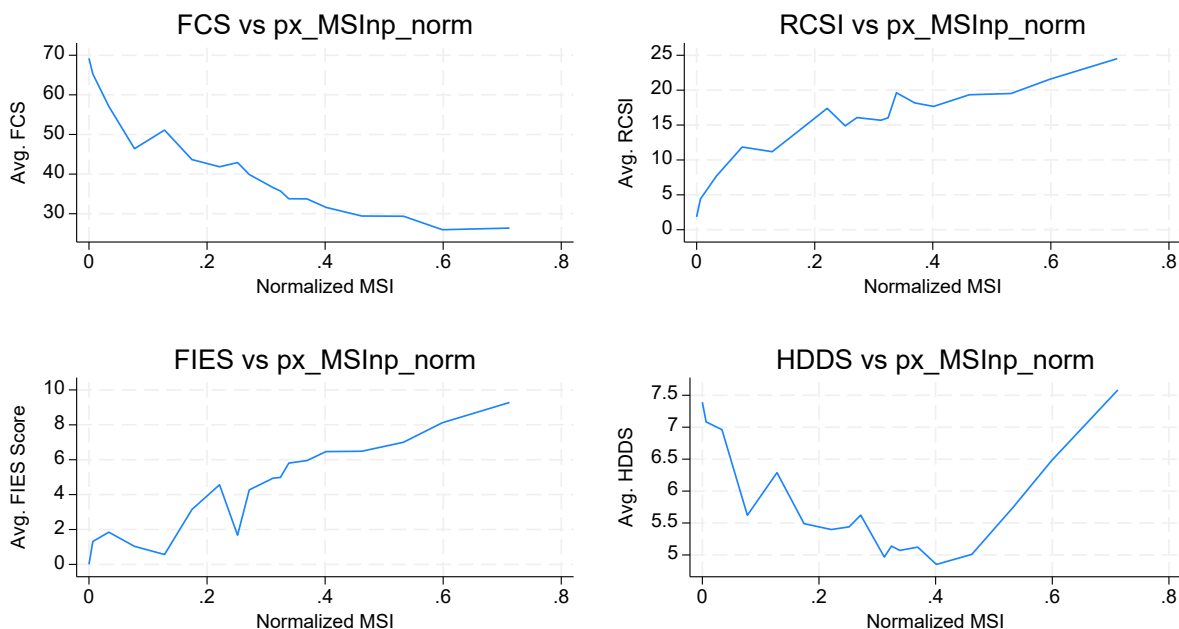 FCS vs px_MSInp_norm
Avg. FCS
70
60
50
40
30
0 .2 .4 .6 .8
Normalized MSI
RCSI vs px_MSInp_norm
Avg. RCSI
25
20
15
10
5
0
0 .2 .4 .6 .8
Normalized MSI
FIES vs px_MSInp_norm
Avg. FIES Score
10
8
6
4
2
0
0 .2 .4 .6 .8
Normalized MSI
HDDS vs px_MSInp_norm
Avg. HDDS
7.5
7
6.5
6
5.5
5
0 .2 .4 .6 .8
Normalized MSI